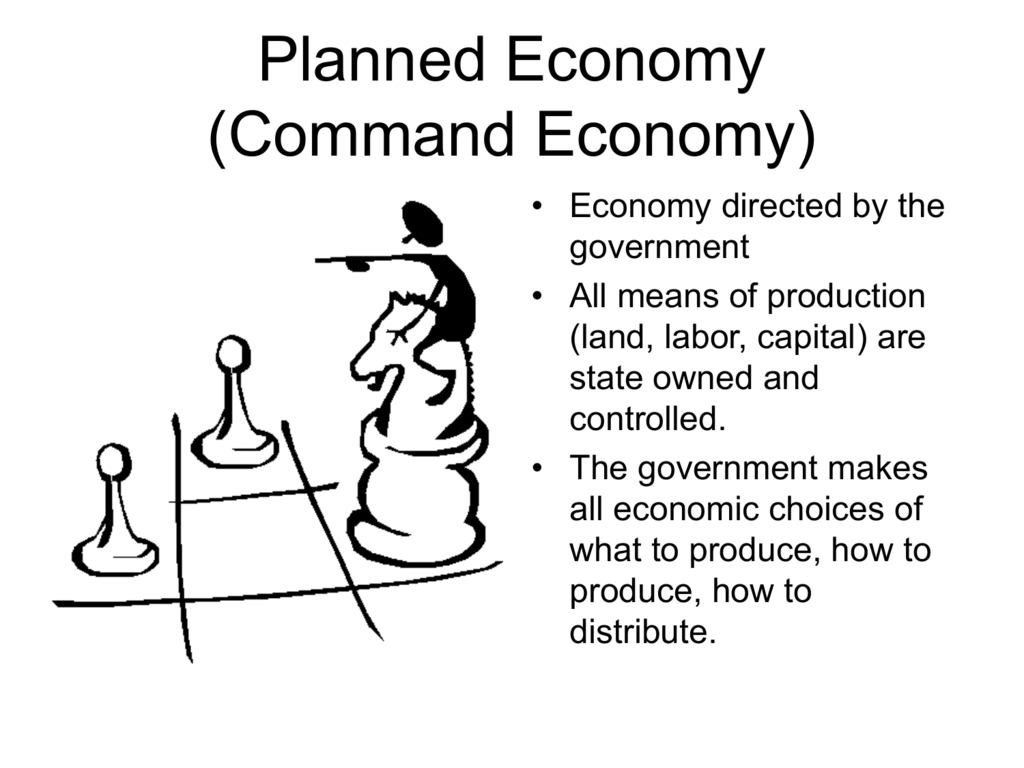 Planned Economy
(Command Economy)
• Economy directed by the
government
• All means of production
(land, labor, capital) are
state owned and
controlled.
• The government makes
all economic choices of
what to produce, how to
produce, how to
distribute.